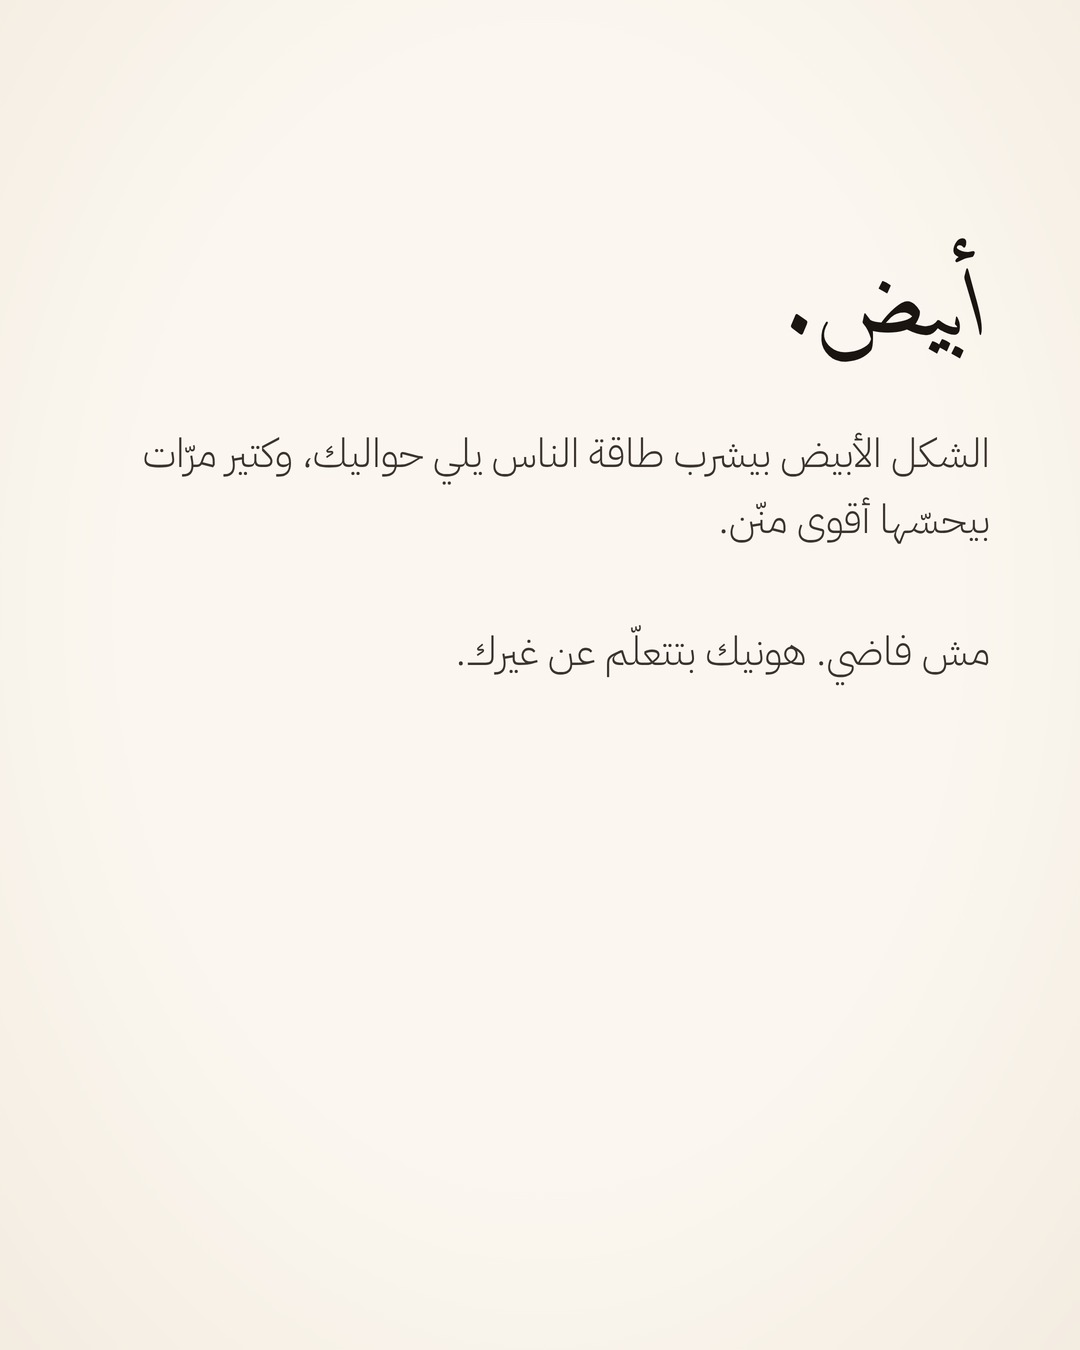 أبيض.
الشكل الأبيض بيشرب طاقة الناس يلي حواليك، وكتير مرّات
بيحسّها أقوى منّن.
مش فاضي. هونيك بتتعلّم عن غيرك.